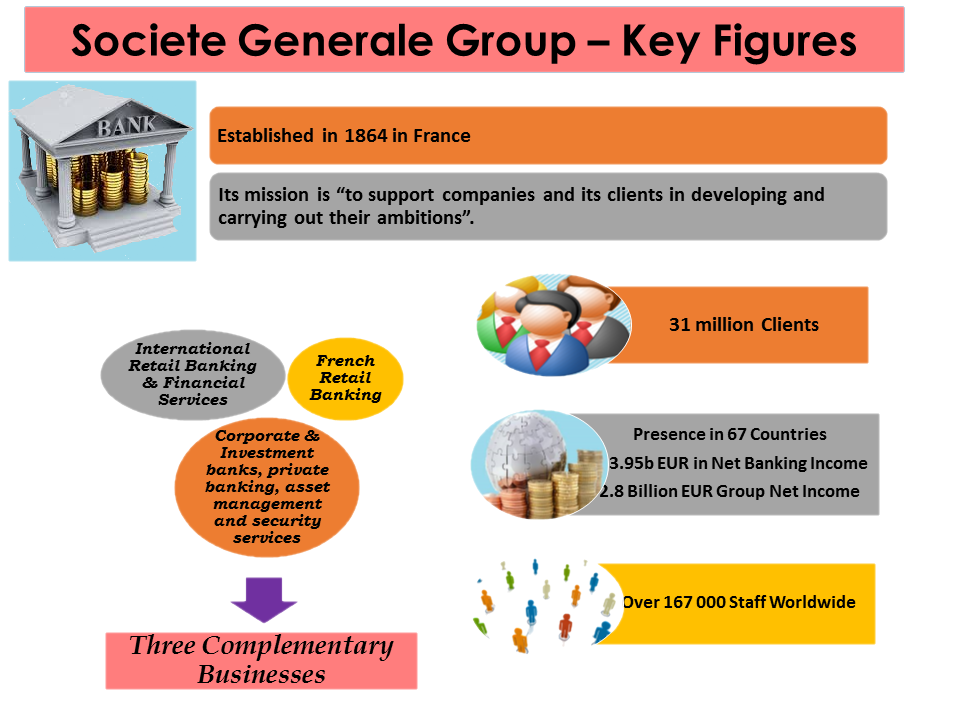 Societe Generale Group – Key Figures
BANK
Established in 1864 in France
Its mission is “to support companies and its clients in developing and
carrying out their ambitions”.
31 million Clients
International
Retail Banking
& Financial
Services
French
Retail
Banking
Corporate &
Investment
banks, private
banking, asset
management
and security
services
Presence in 67 Countries
3.95b EUR in Net Banking Income
2.8 Billion EUR Group Net Income
Over 167 000 Staff Worldwide
Three Complementary
Businesses